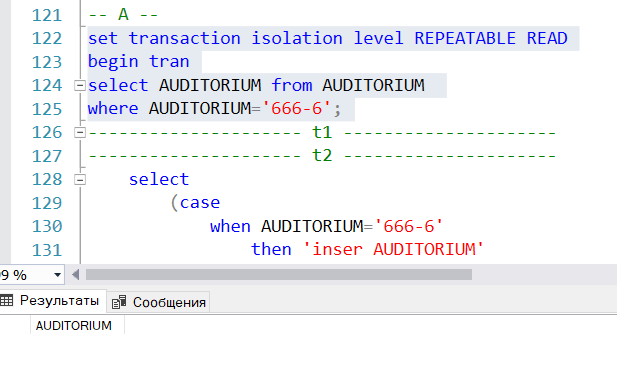 121 -- A --
122 set transaction isolation level REPEATABLE READ
123 begin tran
124 select AUDITORIUM from AUDITORIUM
125 where AUDITORIUM='666-6';
126 --------------------- t1 ---------------------
127 --------------------- t2 ---------------------
128 select
129 (case
130 when AUDITORIUM='666-6'
131 then 'inser AUDITORIUM'
99 %
Результаты Сообщения
AUDITORIUM